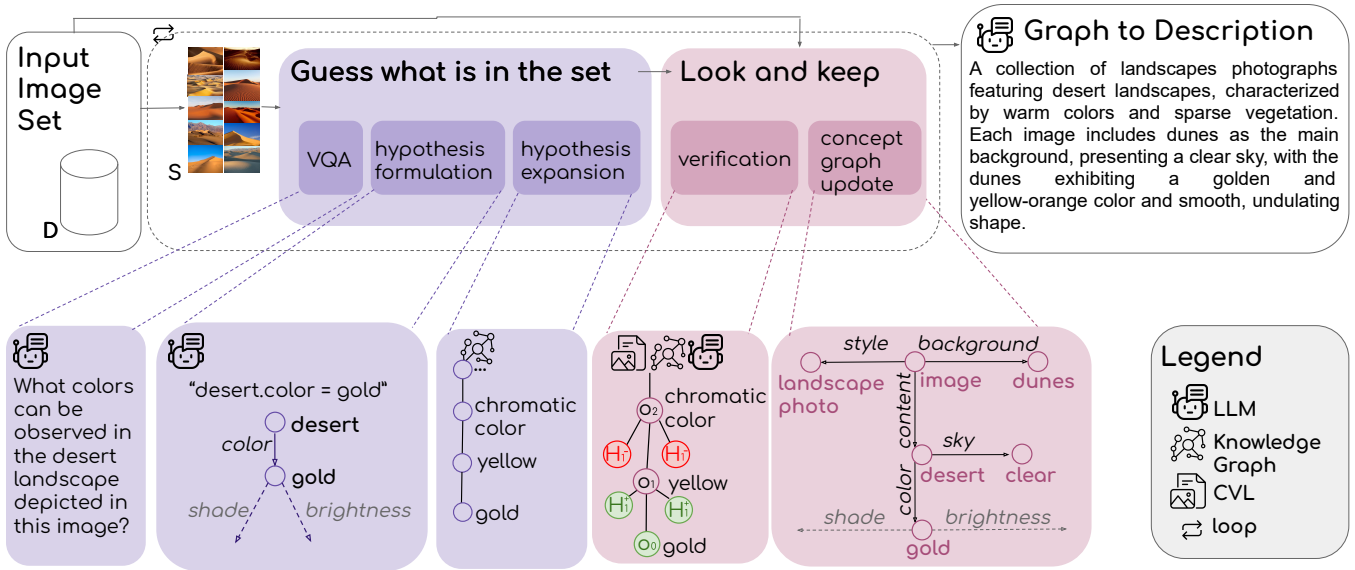 Input
Image
Set
D
S
Guess what is in the set
VQA
hypothesis
formulation
hypothesis
expansion
Look and keep
verification
concept
graph
update
Graph to Description
A collection of landscapes photographs
featuring desert landscapes, characterized
by warm colors and sparse vegetation.
Each image includes dunes as the main
background, presenting a clear sky, with the
dunes exhibiting a golden and
yellow-orange color and smooth, undulating
shape.
What colors
can be
observed in
the desert
landscape
depicted in
this image?
“desert.color = gold”
desert
color
gold
shade
brightness
...
chromatic
color
yellow
gold
chromatic
color
O₂
H₁⁻
H₁⁻
O₁
yellow
H₁⁺
H₁⁺
O₀
gold
style
background
landscape
photo
image
dunes
content
sky
desert
clear
color
shade
brightness
gold
Legend
LLM
Knowledge
Graph
CVL
loop